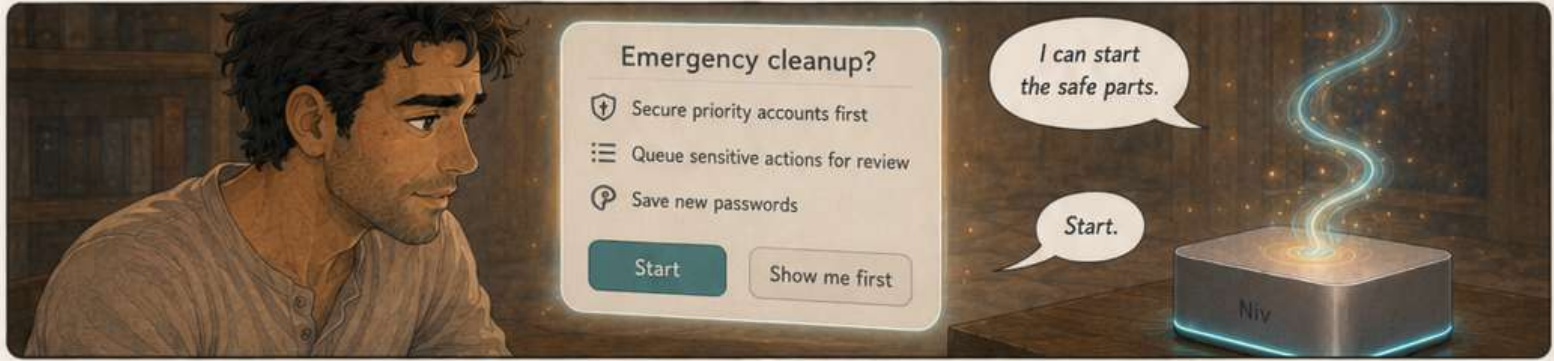 Emergency cleanup?
Secure priority accounts first
Queue sensitive actions for review
Save new passwords
Start
Show me first
I can start
the safe parts.
Start.
Niv